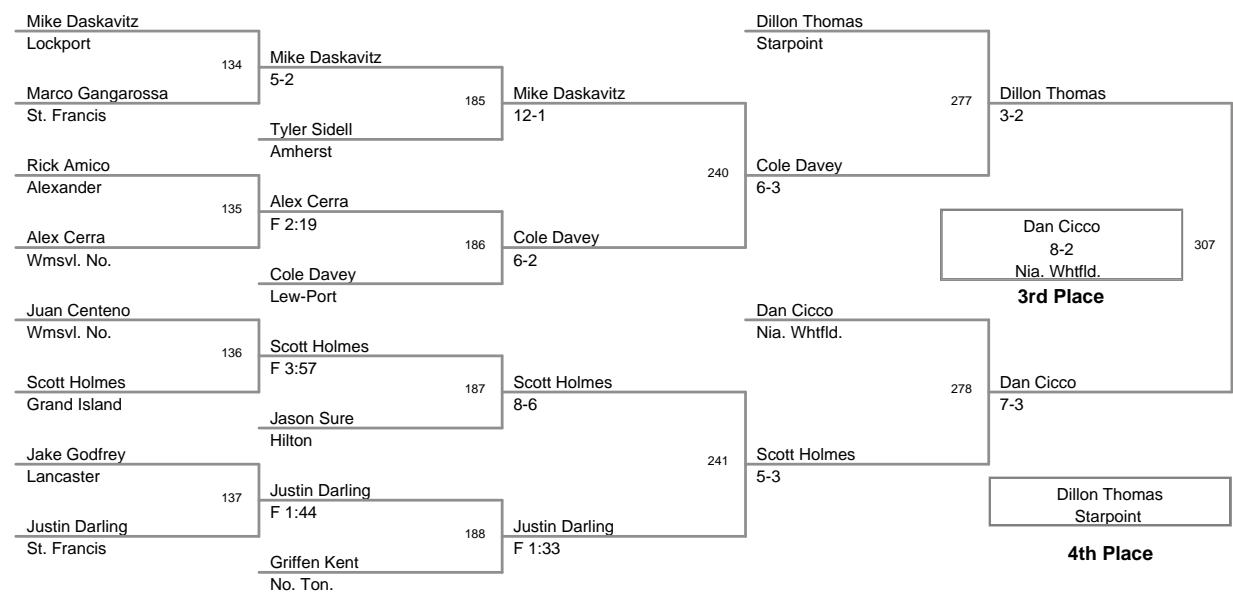 Mike Daskavitz
Lockport
134
Marco Gangarossa
St. Francis
Rick Amico
Alexander
135
Alex Cerra
Wmsvl. No.
Juan Centeno
Wmsvl. No.
136
Scott Holmes
Grand Island
Jake Godfrey
Lancaster
137
Justin Darling
St. Francis
Mike Daskavitz
5-2
185
Tyler Sidell
Amherst
Alex Cerra
F 2:19
186
Cole Davey
Lew-Port
Scott Holmes
F 3:57
187
Jason Sure
Hilton
Justin Darling
F 1:44
188
Griffen Kent
No. Ton.
Mike Daskavitz
12-1
240
Cole Davey
6-2
Scott Holmes
8-6
241
Justin Darling
F 1:33
Dillon Thomas
Starpoint
277
Cole Davey
6-3
Dan Cicco
Nia. Whtfld.
278
Scott Holmes
5-3
Dillon Thomas
3-2
Dan Cicco
8-2
Nia. Whtfld.
307
3rd Place
Dan Cicco
7-3
Dillon Thomas
Starpoint
4th Place